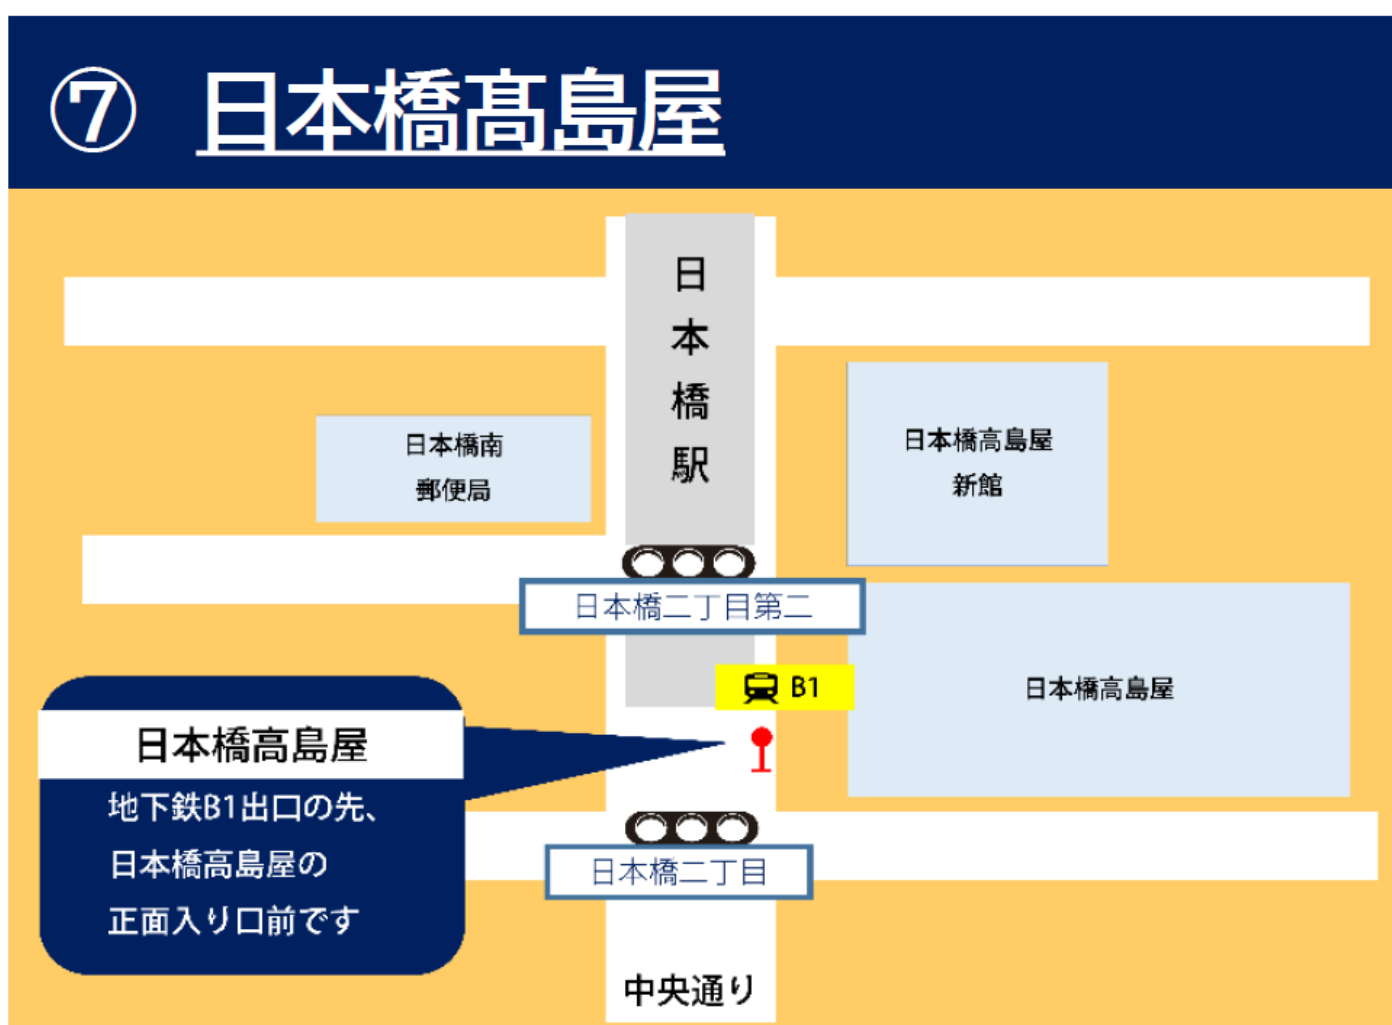 ⑦ 日本橋髙島屋
日本橋駅
日本橋南
郵便局
日本橋高島屋
新館
日本橋二丁目第二
B1
日本橋高島屋
日本橋高島屋
地下鉄B1出口の先、
日本橋高島屋の
正面入り口前です
日本橋二丁目
中央通り